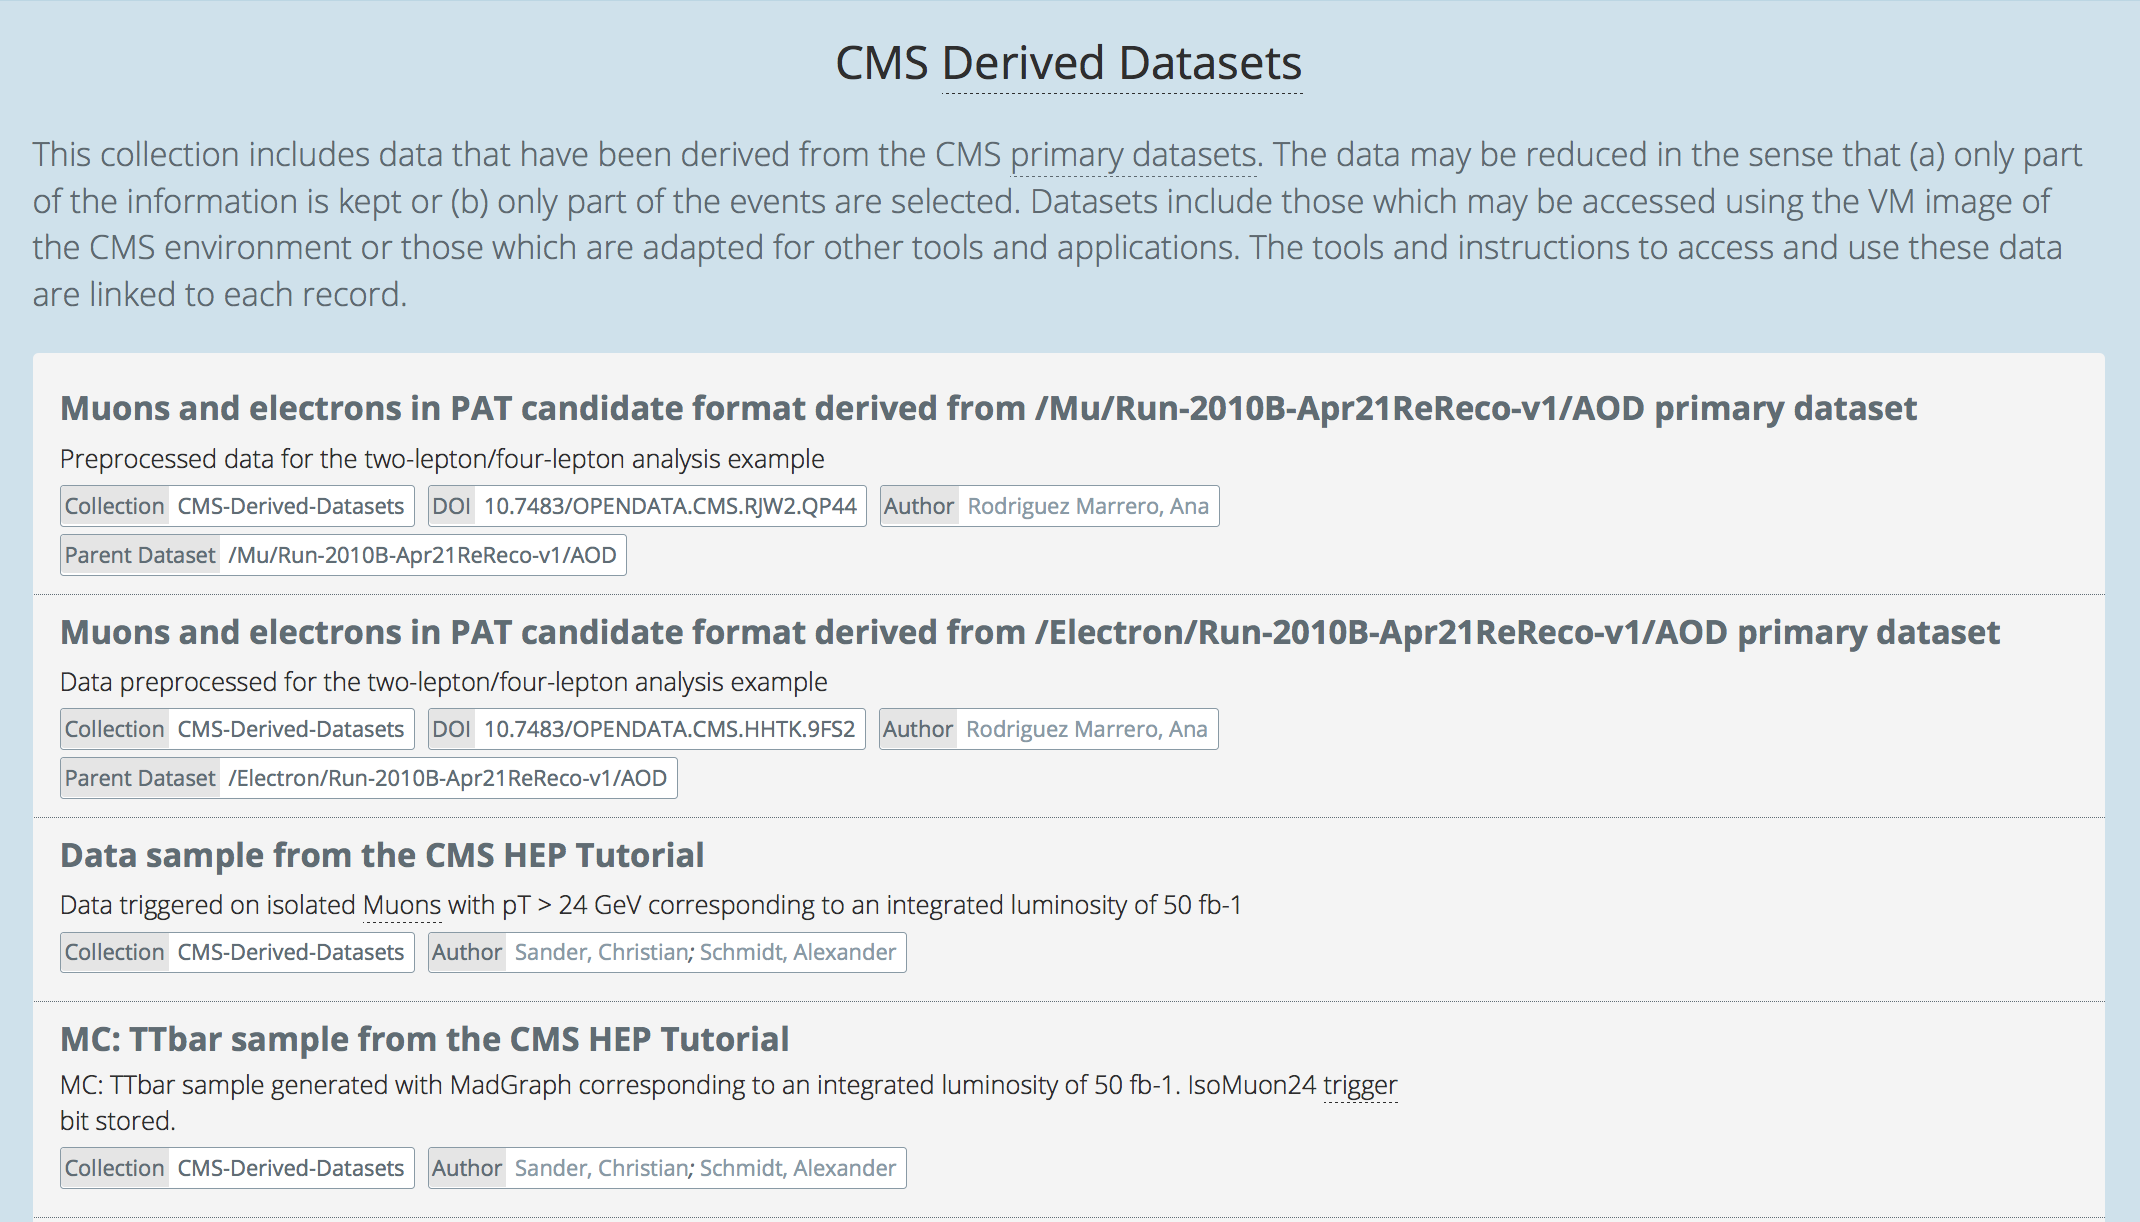 CMS Derived Datasets
This collection includes data that have been derived from the CMS primary datasets. The data may be reduced in the sense that (a) only part
of the information is kept or (b) only part of the events are selected. Datasets include those which may be accessed using the VM image of
the CMS environment or those which are adapted for other tools and applications. The tools and instructions to access and use these data
are linked to each record.
Muons and electrons in PAT candidate format derived from /Mu/Run-2010B-Apr21ReReco-v1/AOD primary dataset
Preprocessed data for the two-lepton/four-lepton analysis example
Collection CMS-Derived-Datasets DOI 10.7483/OPENDATA.CMS.RJW2.QP44 Author Rodriguez Marrero, Ana
Parent Dataset /Mu/Run-2010B-Apr21ReReco-v1/AOD
Muons and electrons in PAT candidate format derived from /Electron/Run-2010B-Apr21ReReco-v1/AOD primary dataset
Data preprocessed for the two-lepton/four-lepton analysis example
Collection CMS-Derived-Datasets DOI 10.7483/OPENDATA.CMS.HHTK.9FS2 Author Rodriguez Marrero, Ana
Parent Dataset /Electron/Run-2010B-Apr21ReReco-v1/AOD
Data sample from the CMS HEP Tutorial
Data triggered on isolated Muons with pT > 24 GeV corresponding to an integrated luminosity of 50 fb-1
Collection CMS-Derived-Datasets Author Sander, Christian; Schmidt, Alexander
MC: TTbar sample from the CMS HEP Tutorial
MC: TTbar sample generated with MadGraph corresponding to an integrated luminosity of 50 fb-1. IsoMuon24 trigger
bit stored.
Collection CMS-Derived-Datasets Author Sander, Christian; Schmidt, Alexander